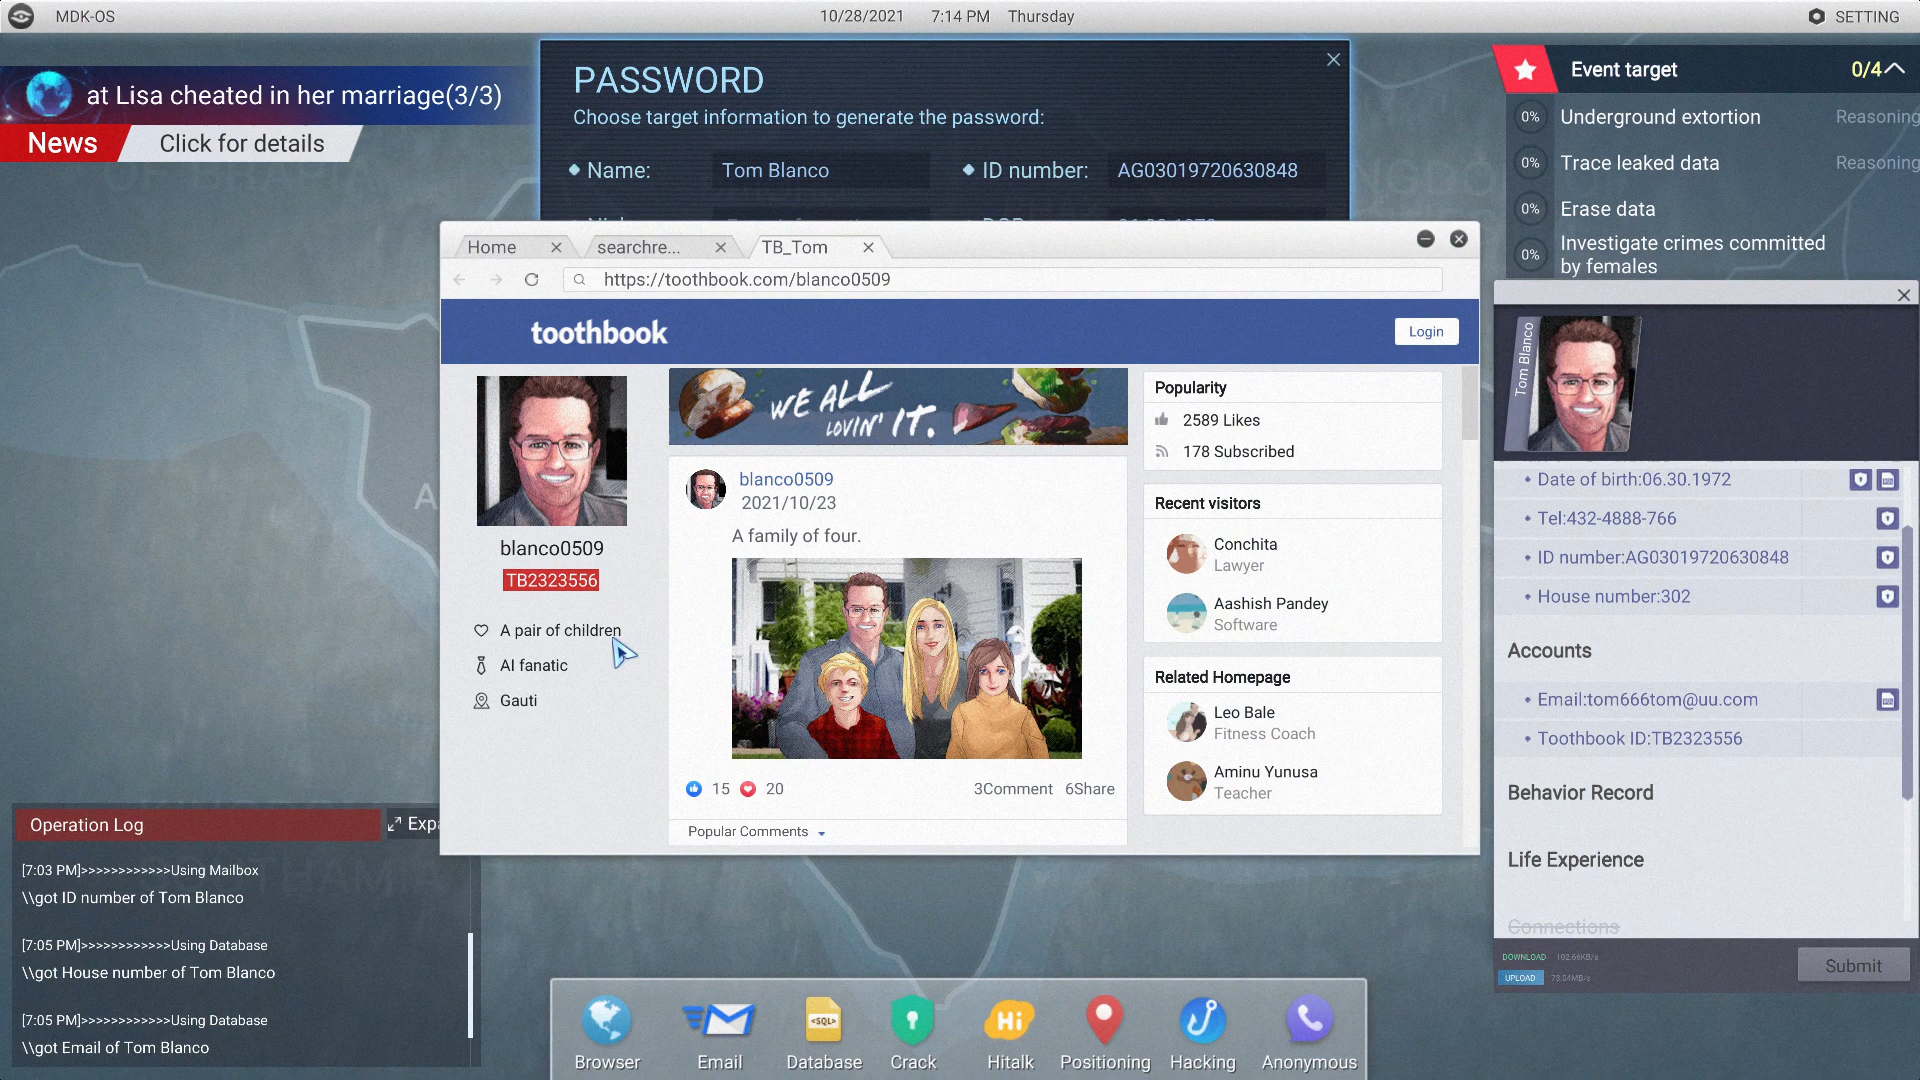 MDK-OS
10/28/2021 7:14 PM Thursday
SETTING
at Lisa cheated in her marriage(3/3)
News
Click for details
PASSWORD
Choose target information to generate the password:
Name: Tom Blanco
ID number: AG03019720630848
Event target 0/4
0% Underground extortion Reasoning
0% Trace leaked data Reasoning
0% Erase data
0% Investigate crimes committed
by females
Home
searchre...
TB_Tom
https://toothbook.com/blanco0509
toothbook
Login
blanco0509
TB2323556
A pair of children
AI fanatic
Gauti
WE ALL
LOVIN' IT.
blanco0509
2021/10/23
A family of four.
15 20 3Comment 6Share
Popular Comments
Popularity
2589 Likes
178 Subscribed
Recent visitors
Conchita
Lawyer
Aashish Pandey
Software
Related Homepage
Leo Bale
Fitness Coach
Aminu Yunusa
Teacher
Tom Blanco
Date of birth:06.30.1972
Tel:432-4888-766
ID number:AG03019720630848
House number:302
Accounts
Email:tom666tom@uu.com
Toothbook ID:TB2323556
Behavior Record
Life Experience
Connections
DOWNLOAD 102.66KB/s
UPLOAD 73.04MB/s
Submit
Operation Log
Expa
[7:03 PM]>>>>>>>>>>>>Using Mailbox
\\got ID number of Tom Blanco
[7:05 PM]>>>>>>>>>>>>Using Database
\\got House number of Tom Blanco
[7:05 PM]>>>>>>>>>>>>Using Database
\\got Email of Tom Blanco
<SQL>
Hi
Browser
Email
Database
Crack
Hitalk
Positioning
Hacking
Anonymous